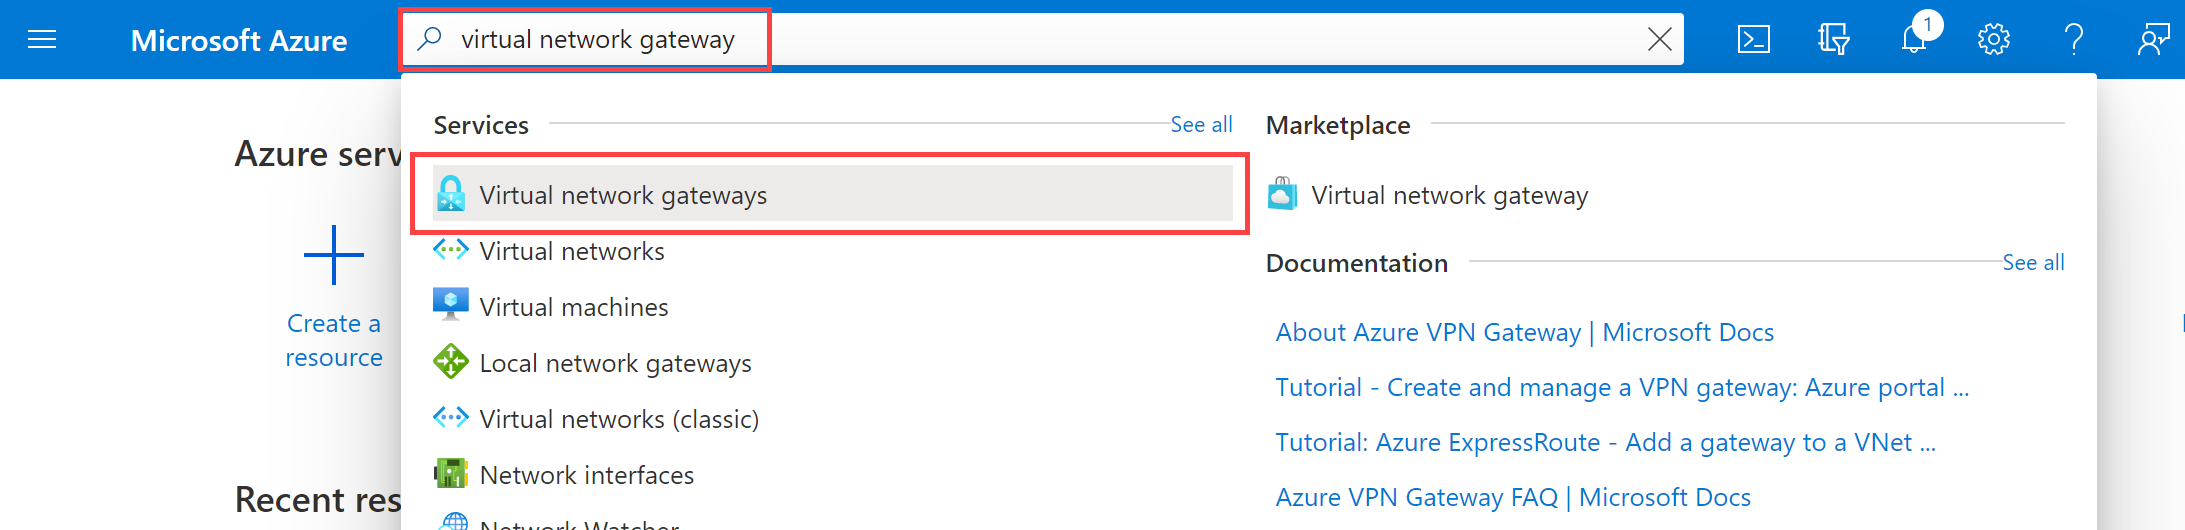 Microsoft Azure
virtual network gateway
1
Azure serv
Create a
resource
Recent res
Services
See all
Virtual network gateways
Virtual networks
Virtual machines
Local network gateways
Virtual networks (classic)
Network interfaces
Network Watcher
Marketplace
Virtual network gateway
Documentation
See all
About Azure VPN Gateway | Microsoft Docs
Tutorial - Create and manage a VPN gateway: Azure portal ...
Tutorial: Azure ExpressRoute - Add a gateway to a VNet ...
Azure VPN Gateway FAQ | Microsoft Docs